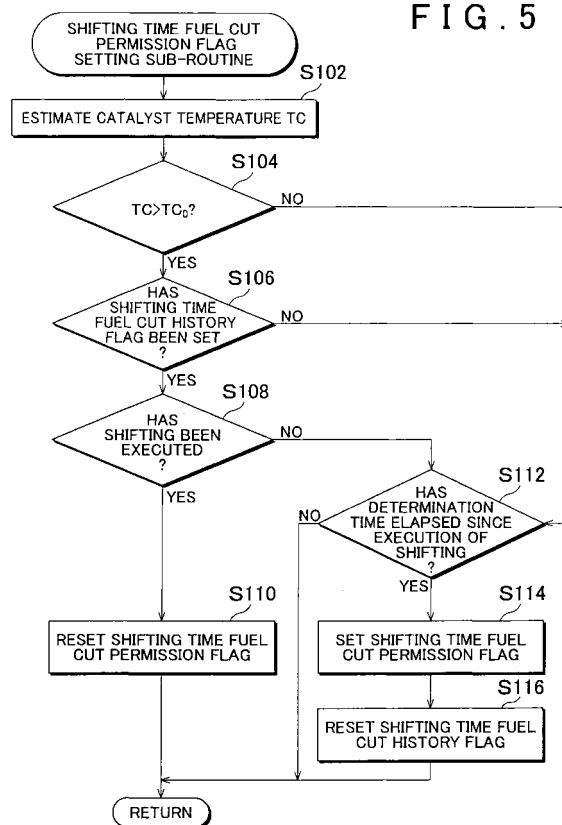 FIG. 5
SHIFTING TIME FUEL CUT
PERMISSION FLAG
SETTING SUB-ROUTINE
S102
ESTIMATE CATALYST TEMPERATURE TC
S104
TC>TC₀?
NO
YES
S106
HAS
SHIFTING TIME
FUEL CUT HISTORY
FLAG BEEN SET
?
NO
YES
S108
HAS
SHIFTING BEEN
EXECUTED
?
NO
YES
S112
HAS
DETERMINATION
TIME ELAPSED SINCE
EXECUTION OF
SHIFTING
?
NO
YES
S110
RESET SHIFTING TIME FUEL
CUT PERMISSION FLAG
S114
SET SHIFTING TIME FUEL
CUT PERMISSION FLAG
S116
RESET SHIFTING TIME FUEL
CUT HISTORY FLAG
RETURN